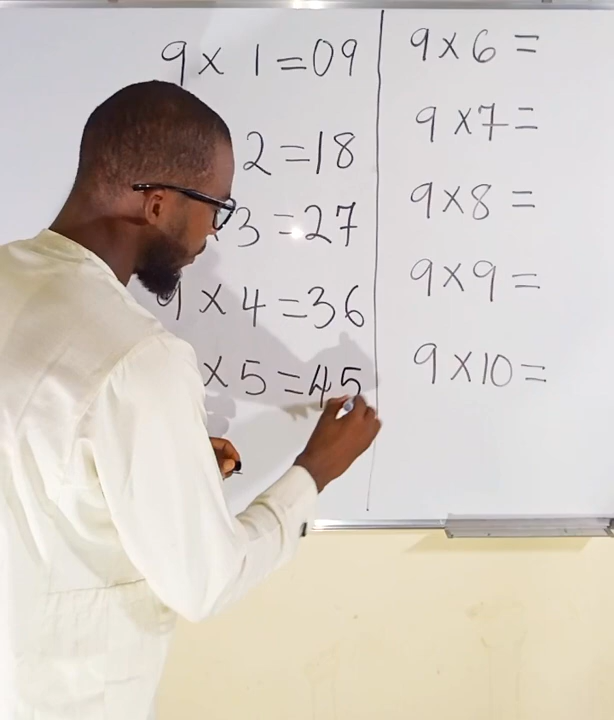 9 × 1 = 09
2 = 18
× 3 = 27
9 × 4 = 36
× 5 = 45
9 × 6 =
9 × 7 =
9 × 8 =
9 × 9 =
9 × 10 =